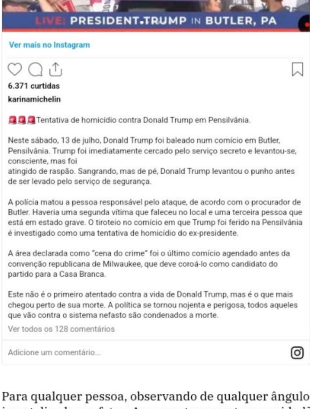 LIVE: PRESIDENT TRUMP IN BUTLER, PA
Ver mais no Instagram
6.371 curtidas
karinamichelin
🚨🚨🚨Tentativa de homicídio contra Donald Trump em Pensilvânia.
Neste sábado, 13 de julho, Donald Trump foi baleado num comício em Butler,
Pensilvânia. Trump foi imediatamente cercado pelo serviço secreto e levantou-se,
consciente, mas foi
atingido de raspão. Sangrando, mas de pé, Donald Trump levantou o punho antes
de ser levado pelo serviço de segurança.
A polícia matou a pessoa responsável pelo ataque, de acordo com o procurador de
Butler. Haveria uma segunda vítima que faleceu no local e uma terceira pessoa que
está em estado grave. O tiroteio no comício em que Trump foi ferido na Pensilvânia
é investigado como uma tentativa de homicídio do ex-presidente.
A área declarada como "cena do crime" foi o último comício agendado antes da
convenção republicana de Milwaukee, que deve coroá-lo como candidato do
partido para a Casa Branca.
Este não é o primeiro atentado contra a vida de Donald Trump, mas é o que mais
chegou perto de sua morte. A política se tornou nojenta e perigosa, todos aqueles
que vão contra o sistema nefasto são condenados a morte.
Ver todos os 128 comentários
Adicione um comentário...
Para qualquer pessoa, observando de qualquer ângulo